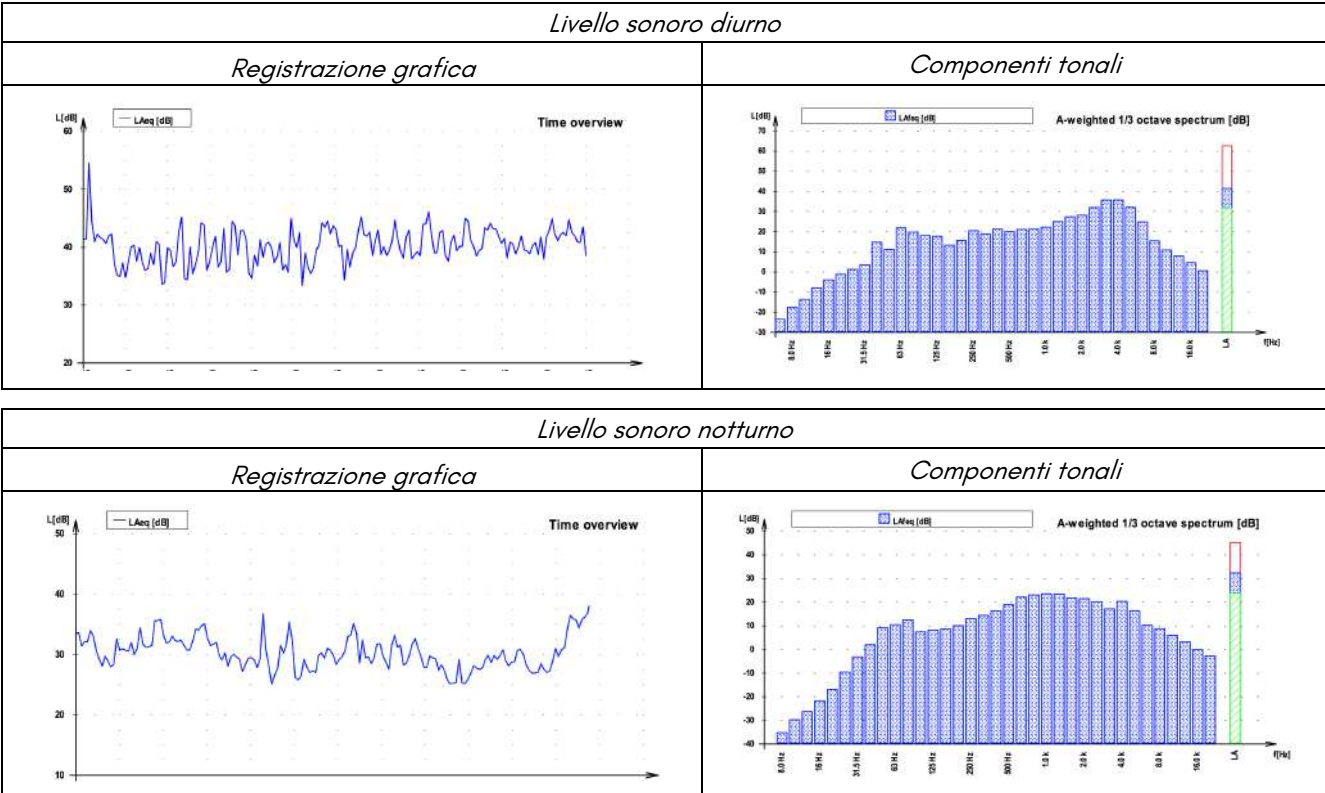 Livello sonoro diurno
Registrazione grafica
Componenti tonali
L[dB]
LAeq [dB]
Time overview
60
50
40
30
20
L[dB]
LAfeq [dB]
A-weighted 1/3 octave spectrum [dB]
70
60
50
40
30
20
10
0
-10
-20
-30
8.0 Hz
16 Hz
31.5 Hz
63 Hz
125 Hz
250 Hz
500 Hz
1.0 k
2.0 k
4.0 k
8.0 k
16.0 k
LA
f[Hz]
Livello sonoro notturno
Registrazione grafica
Componenti tonali
L[dB]
LAeq [dB]
Time overview
50
40
30
20
10
L[dB]
LAfeq [dB]
A-weighted 1/3 octave spectrum [dB]
50
40
30
20
10
0
-10
-20
-30
-40
8.0 Hz
16 Hz
31.5 Hz
63 Hz
125 Hz
250 Hz
500 Hz
1.0 k
2.0 k
4.0 k
8.0 k
16.0 k
LA
f[Hz]